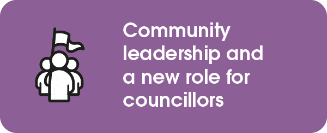 Community
leadership and
a new role for
councillors